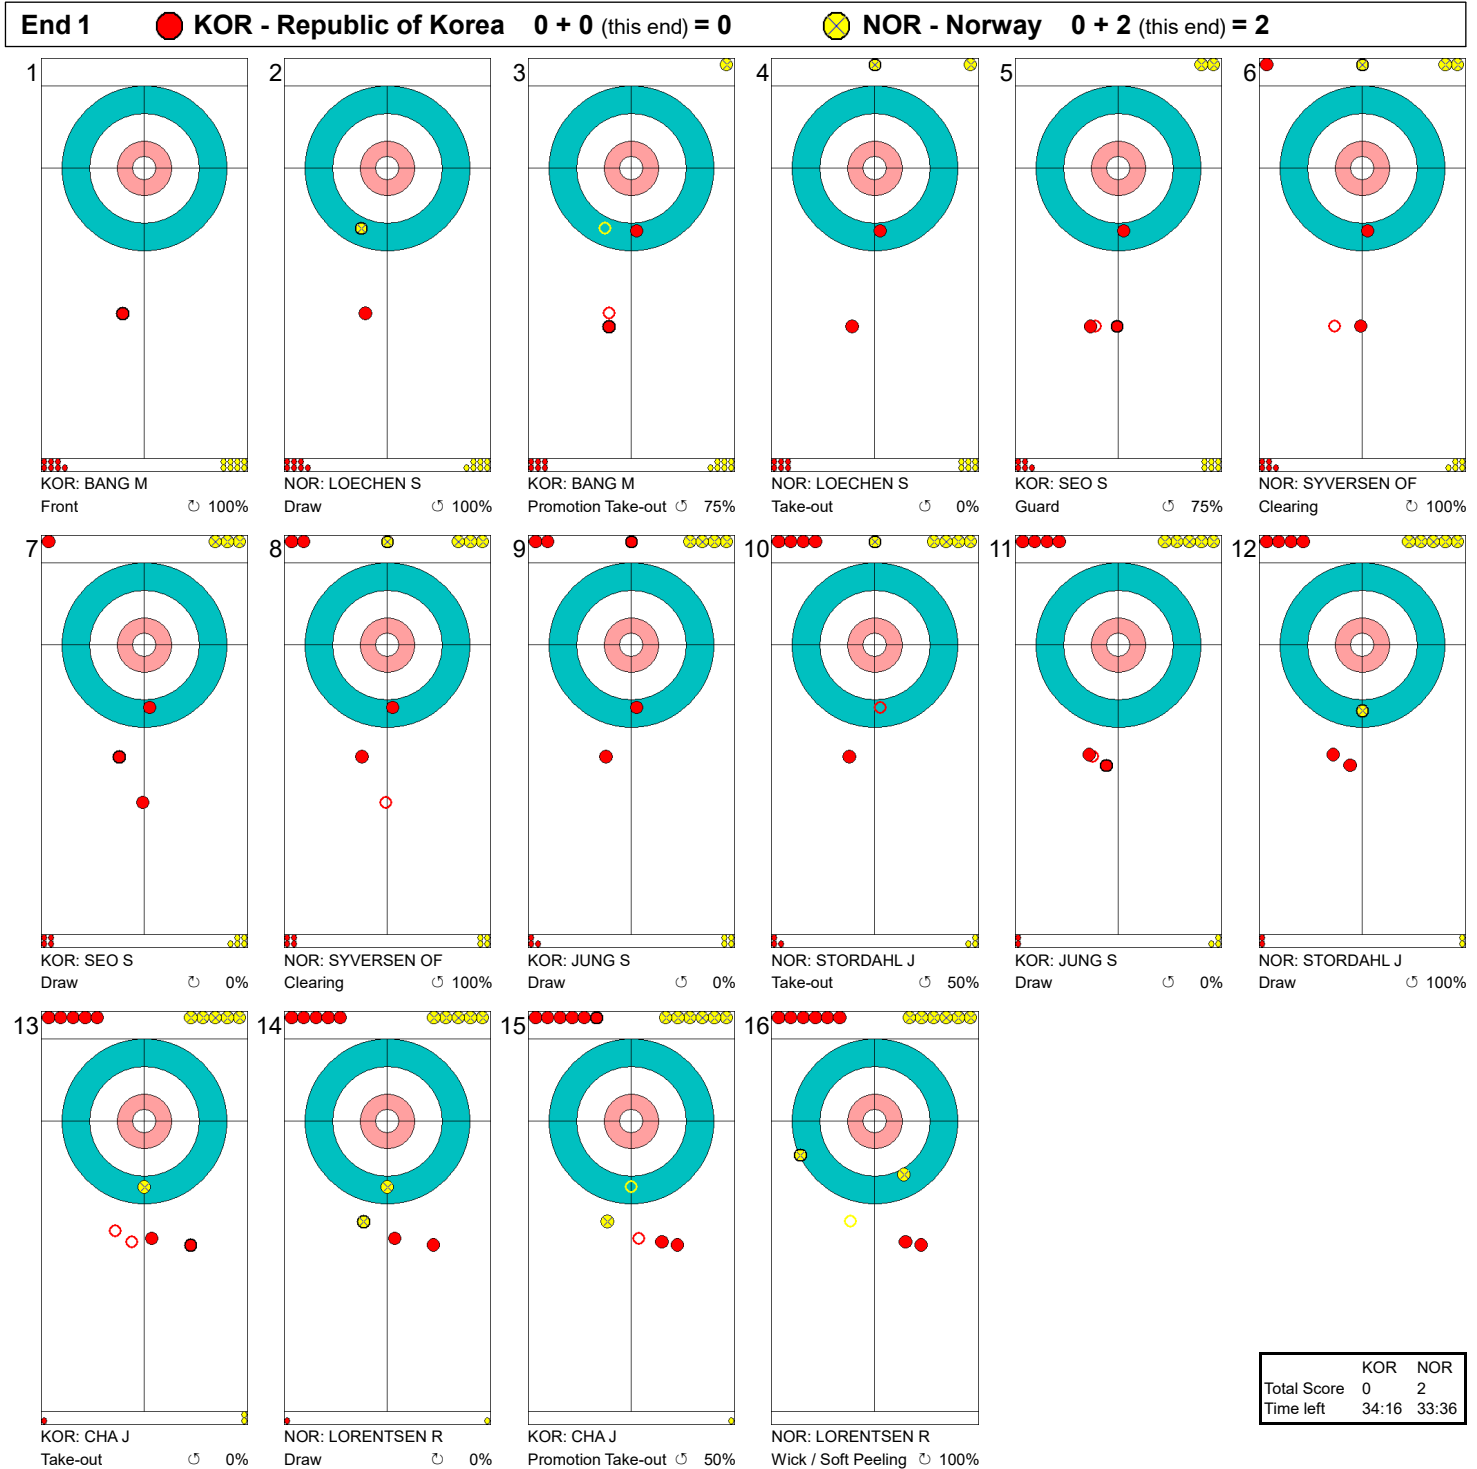 End 1 KOR - Republic of Korea 0 + 0 (this end) = 0 NOR - Norway 0 + 2 (this end) = 2
1 2 3 4 5 6
KOR: BANG M NOR: LOECHEN S KOR: BANG M NOR: LOECHEN S KOR: SEO S NOR: SYVERSEN OF
Front ↻ 100% Draw ↺ 100% Promotion Take-out ↺ 75% Take-out ↺ 0% Guard ↺ 75% Clearing ↻ 100%
7 8 9 10 11 12
KOR: SEO S NOR: SYVERSEN OF KOR: JUNG S NOR: STORDAHL J KOR: JUNG S NOR: STORDAHL J
Draw ↻ 0% Clearing ↻ 100% Draw ↺ 0% Take-out ↺ 50% Draw ↺ 0% Draw ↺ 100%
13 14 15 16
KOR: CHA J NOR: LORENTSEN R KOR: CHA J NOR: LORENTSEN R
Take-out ↺ 0% Draw ↺ 0% Promotion Take-out ↺ 50% Wick / Soft Peeling ↻ 100%
KOR NOR
Total Score 0 2
Time left 34:16 33:36